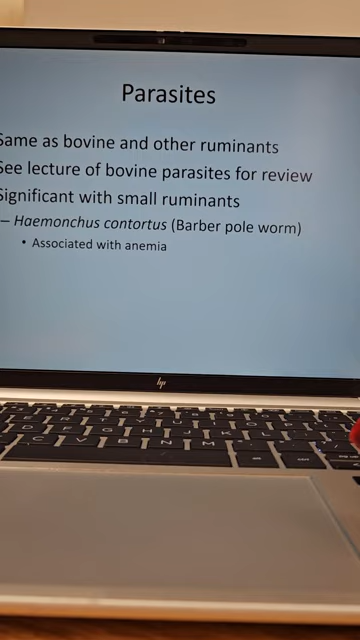 Parasites
Same as bovine and other ruminants
See lecture of bovine parasites for review
Significant with small ruminants
– Haemonchus contortus (Barber pole worm)
• Associated with anemia
hp
E R T Y U I O P
D F G H J K L
C V B N M